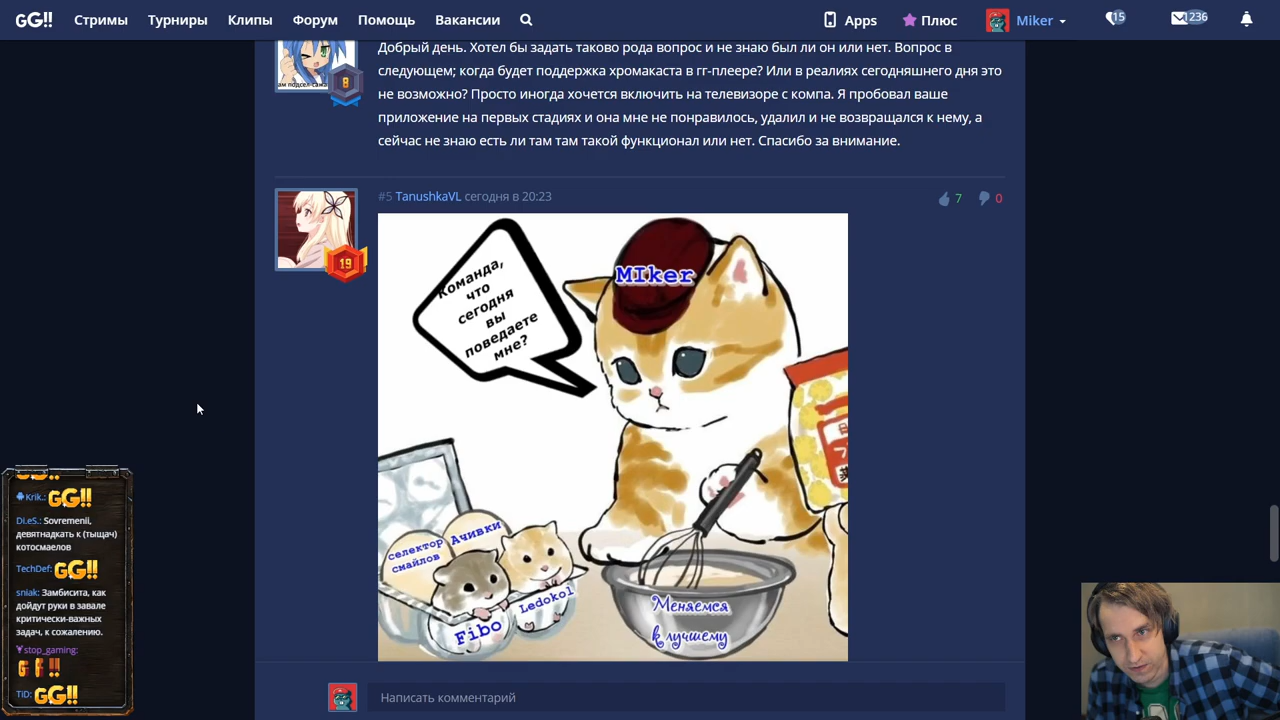 GG!! Стримы Турниры Клипы Форум Помощь Вакансии Apps Плюс Miker 15 236
Добрый день. Хотел бы задать таково рода вопрос и не знаю был ли он или нет. Вопрос в
следующем; когда будет поддержка хромакаста в гг-плеере? Или в реалиях сегодняшнего дня это
не возможно? Просто иногда хочется включить на телевизоре с компа. Я пробовал ваше
приложение на первых стадиях и она мне не понравилось, удалил и не возвращался к нему, а
сейчас не знаю есть ли там там такой функционал или нет. Спасибо за внимание.
8
#5 TanushkaVL сегодня в 20:23 7 0
19
Команда,
что
сегодня
вы
поведаете
мне?
MIker
селектор
смайлов
Ачивки
Fibo
Ledokol
Меняемся
к лучшему
Написать комментарий
Krik.: GG!!
Di.eS.: Sovremenii,
девятнадкать к (тыщач)
котосмаелов
TechDef: GG!!
sniak: Замбисита, как
дойдут руки в завале
критически-важных
задач, к сожалению.
stop_gaming:
TiD: GG!!